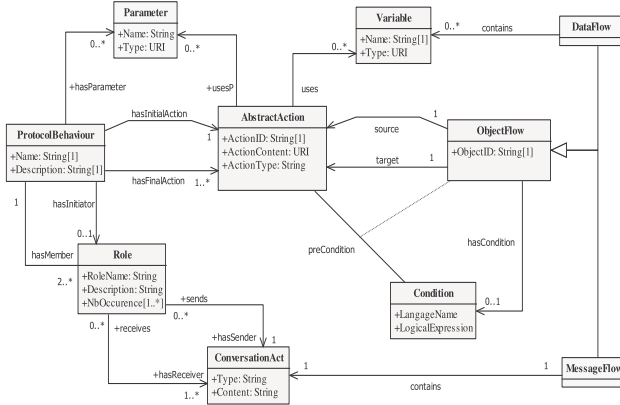 Parameter
+Name: String
+Type: URI
0..*
0..*
+hasParameter
+usesP
Variable
+Name: String[1]
+Type: URI
0..*
0..*
contains
DataFlow
uses
ProtocolBehaviour
+Name: String[1]
+Description: String[1]
hasInitialAction
1
hasFinalAction
1..*
AbstractAction
+ActionID: String[1]
+ActionContent: URI
+ActionType: String
source
1
target
1
ObjectFlow
+ObjectID: String[1]
1
hasInitiator
0..1
hasMember
2..*
preCondition
hasCondition
0..1
Role
+RoleName: String
+Description: String
+NbOccurence[1..*]
0..*
+receives
+sends
0..*
Condition
+LangageName
+LogicalExpression
+hasSender
1
ConversationAct
+Type: String
+Content: String
+hasReceiver
1..*
1
contains
1
MessageFlow